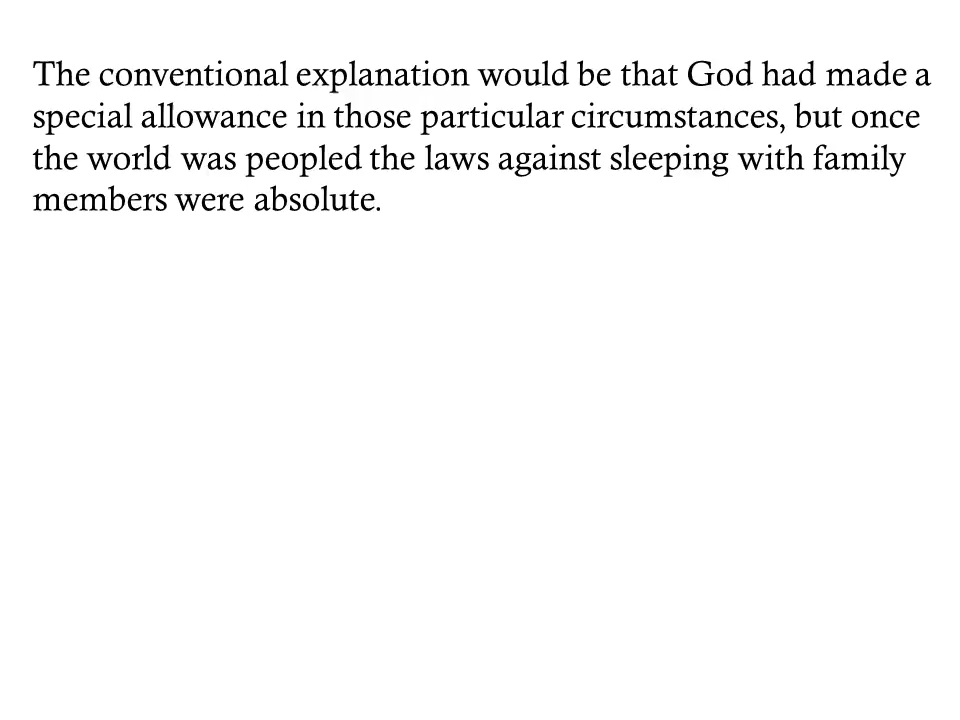 The conventional explanation would be that God had made a
special allowance in those particular circumstances, but once
the world was peopled the laws against sleeping with family
members were absolute.